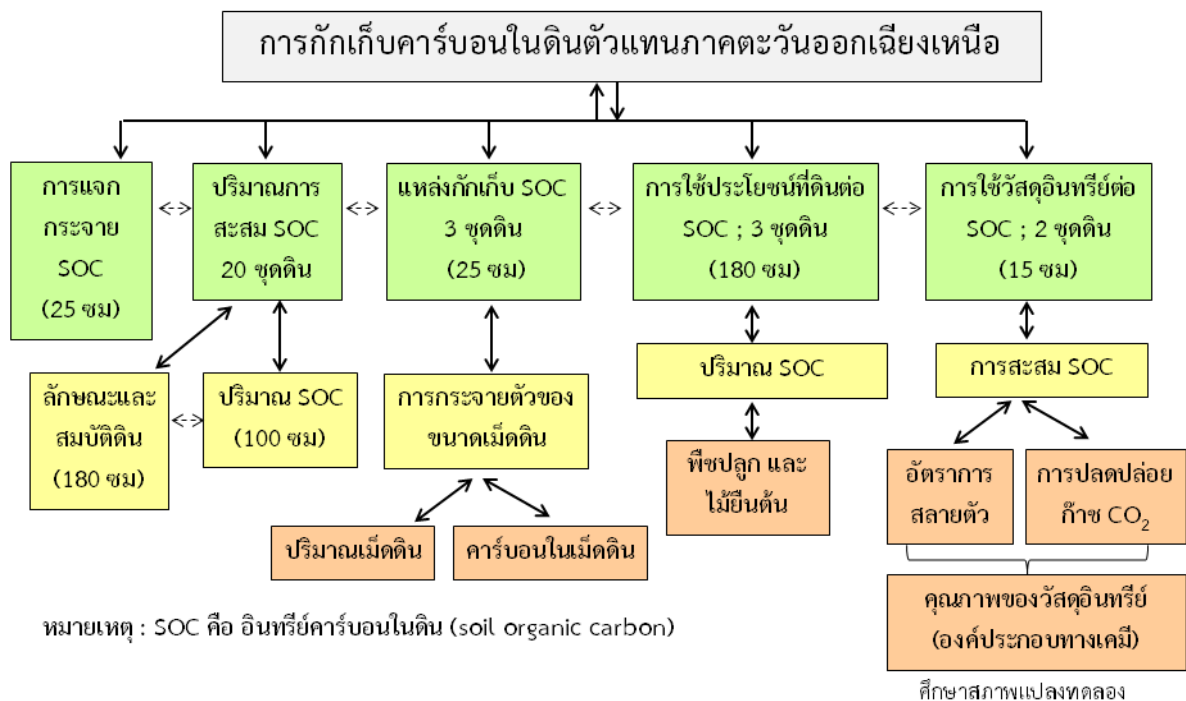 การกักเก็บคาร์บอนในดินตัวแทนภาคตะวันออกเฉียงเหนือ
การแจก
กระจาย
SOC
(25 ซม)
ปริมาณการ
สะสม SOC
20 ชุดดิน
แหล่งกักเก็บ SOC
3 ชุดดิน
(25 ซม)
การใช้ประโยชน์ที่ดินต่อ
SOC ; 3 ชุดดิน
(180 ซม)
การใช้วัสดุอินทรีย์ต่อ
SOC ; 2 ชุดดิน
(15 ซม)
ลักษณะและ
สมบัติดิน
(180 ซม)
ปริมาณ SOC
(100 ซม)
การกระจายตัวของ
ขนาดเม็ดดิน
ปริมาณ SOC
การสะสม SOC
ปริมาณเม็ดดิน
คาร์บอนในเม็ดดิน
พืชปลูก และ
ไม้ยืนต้น
อัตราการ
สลายตัว
การปลดปล่อย
ก๊าซ CO₂
คุณภาพของวัสดุอินทรีย์
(องค์ประกอบทางเคมี)
หมายเหตุ : SOC คือ อินทรีย์คาร์บอนในดิน (soil organic carbon)
ศึกษาสภาพแปลงทดลอง